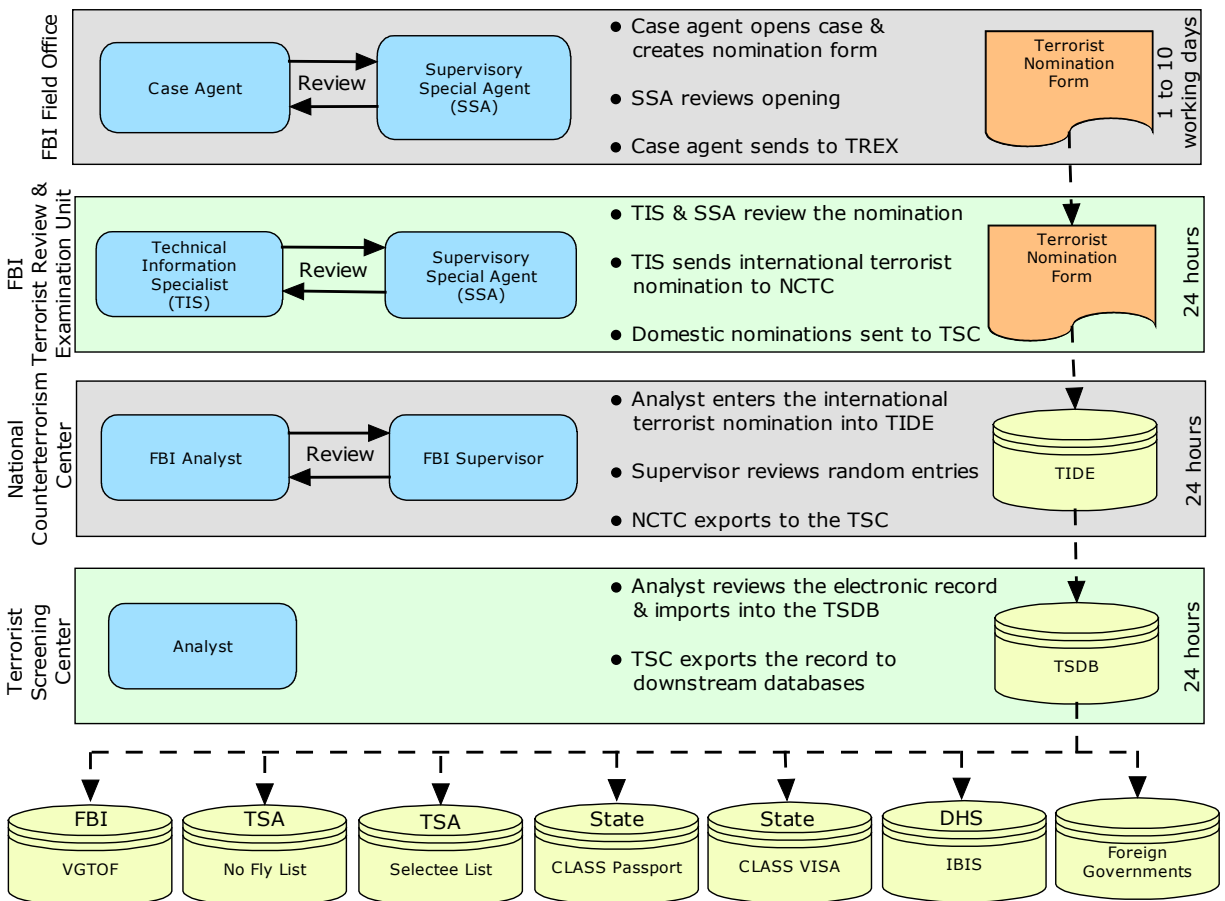 FBI Field Office
Case Agent
Review
Supervisory
Special Agent
(SSA)
● Case agent opens case &
creates nomination form
● SSA reviews opening
● Case agent sends to TREX
Terrorist
Nomination
Form
1 to 10
working days
FBI
Terrorist Review &
Examination Unit
Technical
Information
Specialist
(TIS)
Review
Supervisory
Special Agent
(SSA)
● TIS & SSA review the nomination
● TIS sends international terrorist
nomination to NCTC
● Domestic nominations sent to TSC
Terrorist
Nomination
Form
24 hours
National
Counterterrorism
Center
FBI Analyst
Review
FBI Supervisor
● Analyst enters the international
terrorist nomination into TIDE
● Supervisor reviews random entries
● NCTC exports to the TSC
TIDE
24 hours
Terrorist
Screening
Center
Analyst
● Analyst reviews the electronic record
& imports into the TSDB
● TSC exports the record to
downstream databases
TSDB
24 hours
FBI
VGTOF
TSA
No Fly List
TSA
Selectee List
State
CLASS Passport
State
CLASS VISA
DHS
IBIS
Foreign
Governments